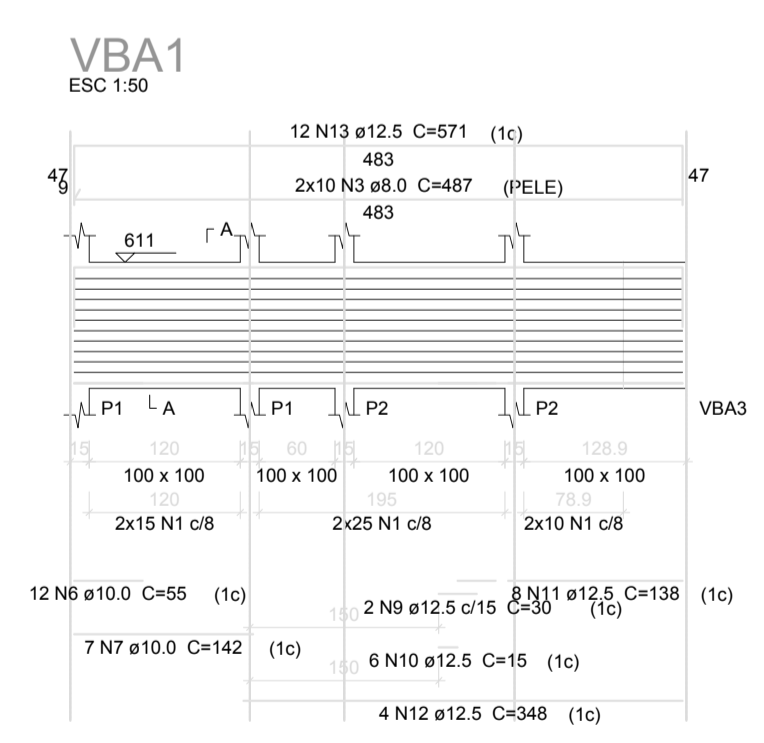 VBA1
ESC 1:50
12 N13 ø12.5 C=571 (1c)
483
47
9
2x10 N3 ø8.0 C=487 (PELE)
47
483
611
A
P1
A
P1
P2
P2
VBA3
15 120 15 60 15 120 15 128.9
100 x 100 100 x 100 100 x 100 100 x 100
120 195 78.9
2x15 N1 c/8 2x25 N1 c/8 2x10 N1 c/8
12 N6 ø10.0 C=55 (1c)
8 N11 ø12.5 C=138 (1c)
150
2 N9 ø12.5 c/15 C=30 (1c)
7 N7 ø10.0 C=142 (1c)
150
6 N10 ø12.5 C=15 (1c)
4 N12 ø12.5 C=348 (1c)